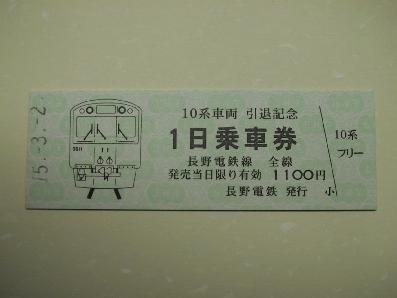 15.-3.-2
10系車両 引退記念
1日乗車券
長野電鉄線 全線
発売当日限り有効 1100円
長野電鉄 発行 小
10系
フリー